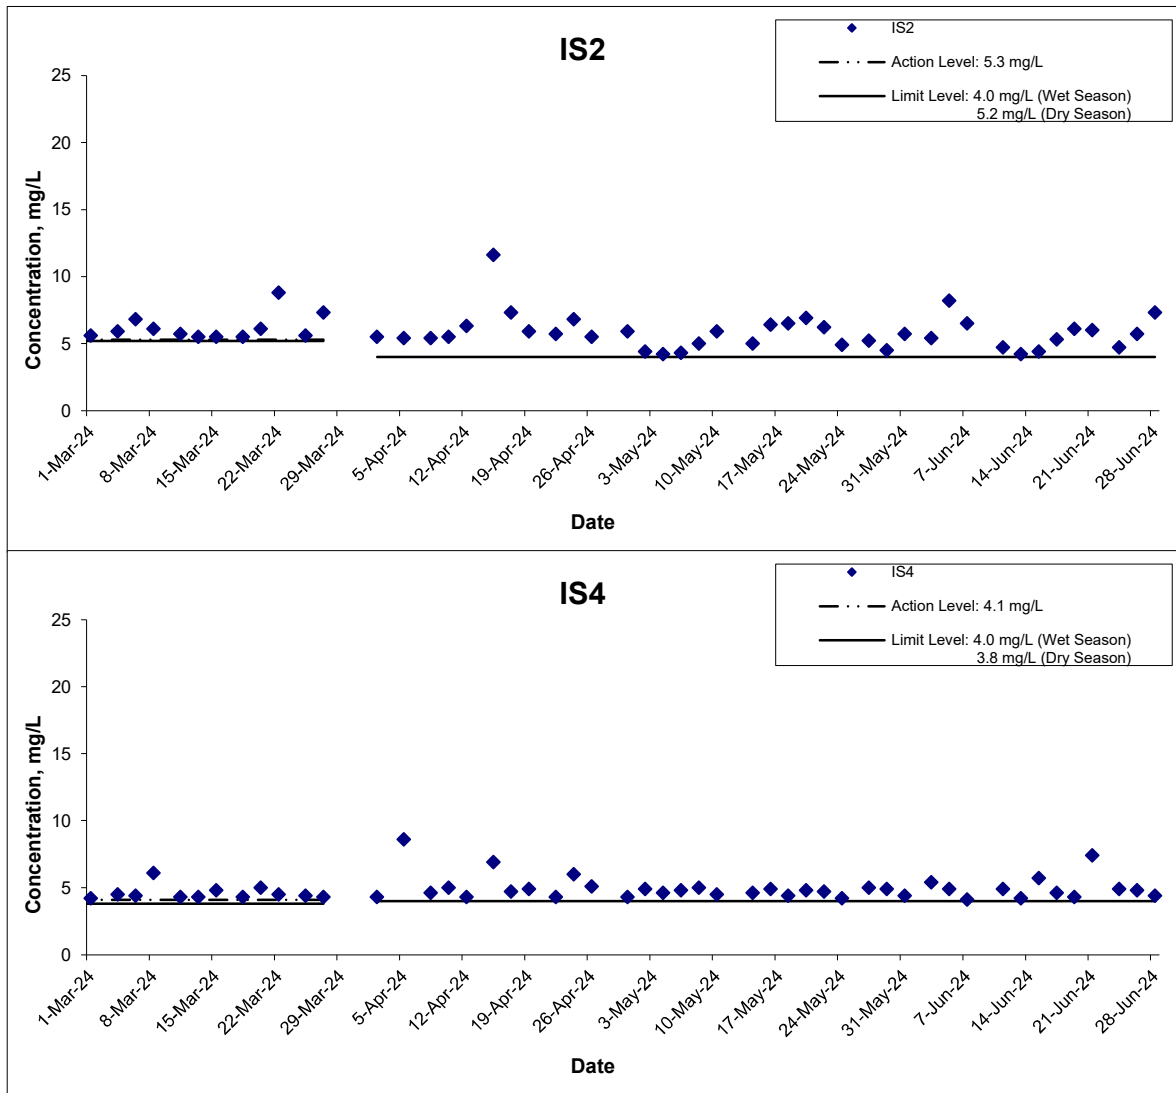 IS2
IS2
Action Level: 5.3 mg/L
Limit Level: 4.0 mg/L (Wet Season)
5.2 mg/L (Dry Season)
Concentration, mg/L
25
20
15
10
5
0
1-Mar-24
8-Mar-24
15-Mar-24
22-Mar-24
29-Mar-24
5-Apr-24
12-Apr-24
19-Apr-24
26-Apr-24
3-May-24
10-May-24
17-May-24
24-May-24
31-May-24
7-Jun-24
14-Jun-24
21-Jun-24
28-Jun-24
Date
IS4
IS4
Action Level: 4.1 mg/L
Limit Level: 4.0 mg/L (Wet Season)
3.8 mg/L (Dry Season)
Concentration, mg/L
25
20
15
10
5
0
1-Mar-24
8-Mar-24
15-Mar-24
22-Mar-24
29-Mar-24
5-Apr-24
12-Apr-24
19-Apr-24
26-Apr-24
3-May-24
10-May-24
17-May-24
24-May-24
31-May-24
7-Jun-24
14-Jun-24
21-Jun-24
28-Jun-24
Date